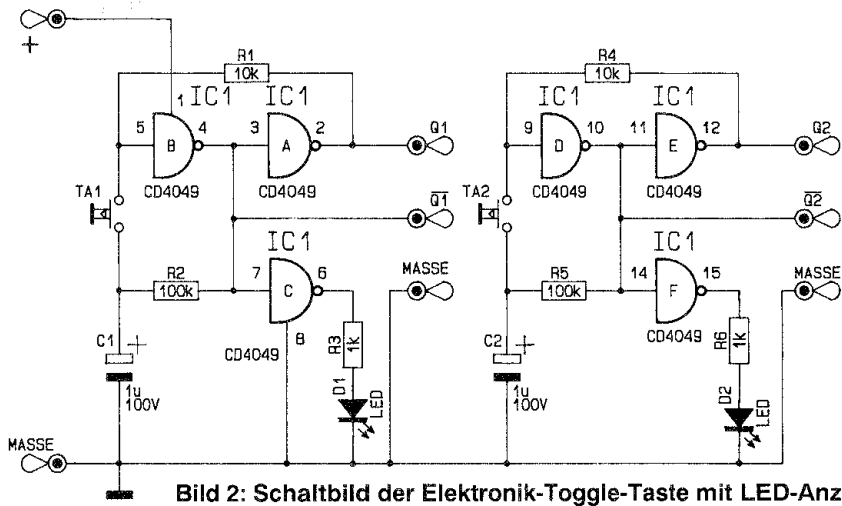 +
R1
10k
R4
10k
1 IC1 IC1
IC1 IC1
5 B 4 3 A 2 Q1
9 D 10 11 E 12 Q2
CD4049 CD4049
CD4049 CD4049
TA1
TA2
Q1
Q2
IC1
IC1
MASSE
MASSE
R2
100k
7 C 6
R5
100k
14 F 15
C1 +
1u
100V
CD4049
8
R3
1k
D1
LED
C2 +
1u
100V
CD4049
R6
1k
D2
LED
MASSE
Bild 2: Schaltbild der Elektronik-Toggle-Taste mit LED-Anz